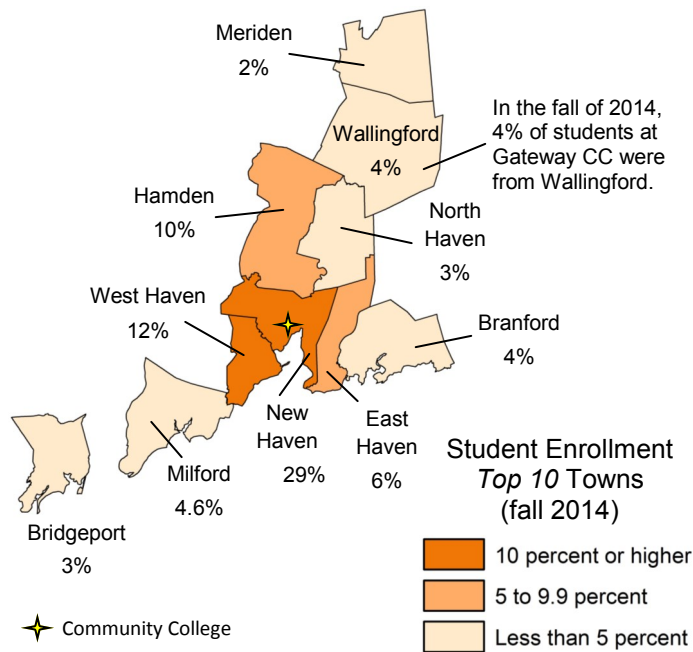 Meriden
2%
Wallingford
4%
In the fall of 2014,
4% of students at
Gateway CC were
from Wallingford.
Hamden
10%
North
Haven
3%
West Haven
12%
Branford
4%
New
Haven
29%
East
Haven
6%
Milford
4.6%
Bridgeport
3%
Student Enrollment
Top 10 Towns
(fall 2014)
10 percent or higher
5 to 9.9 percent
Less than 5 percent
Community College